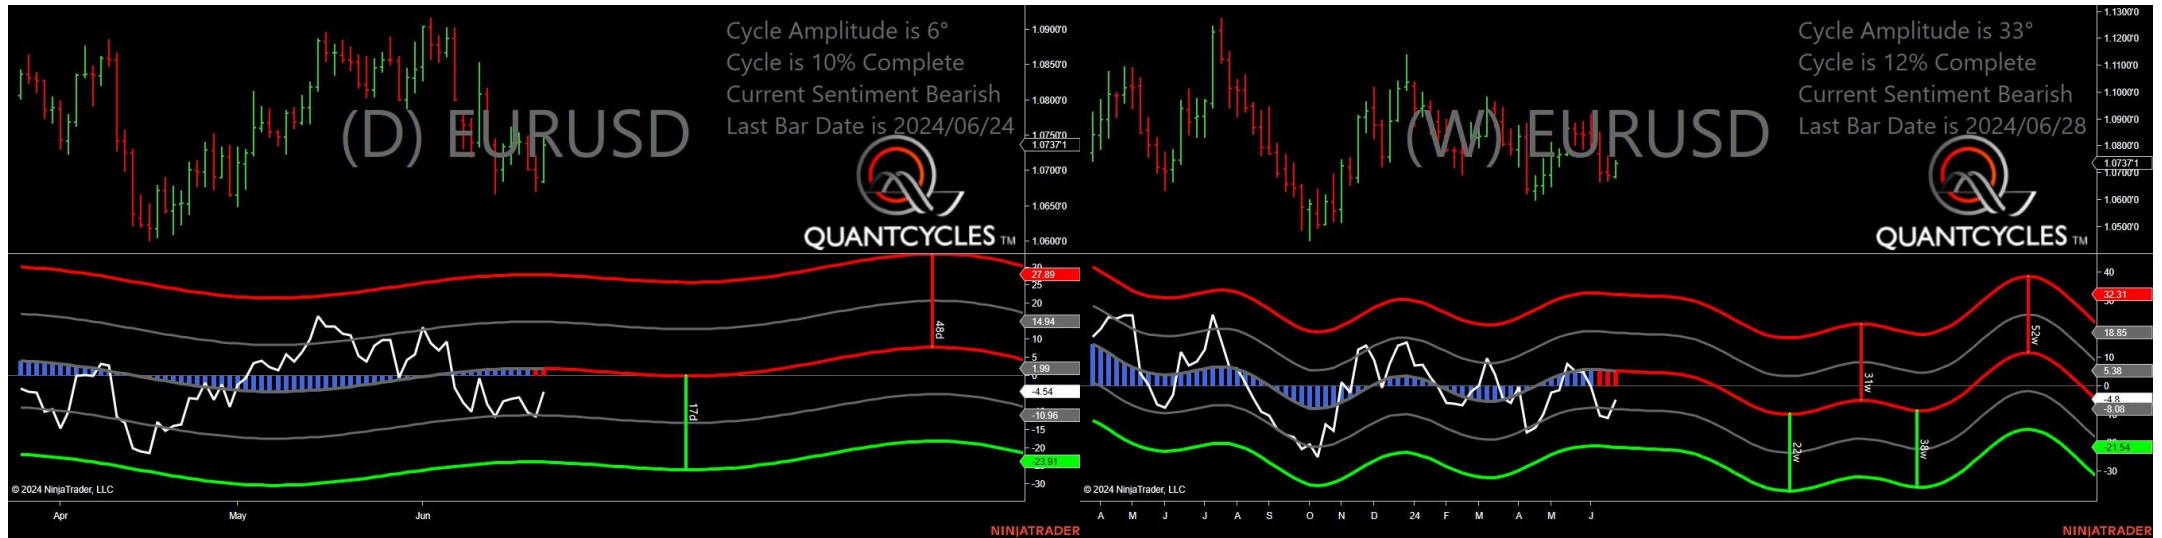 Cycle Amplitude is 6°
Cycle is 10% Complete
Current Sentiment Bearish
Last Bar Date is 2024/06/24
(D) EURUSD
QUANTCYCLES TM
1.0900'0
1.0850'0
1.0800'0
1.0750'0
1.0737'1
1.0700'0
1.0650'0
1.0600'0
27.89
25
20
14.94
10
5
1.99
-4.54
-10.96
-15
-20
-23.91
-30
48d
17d
© 2024 NinjaTrader, LLC
Apr May Jun
NINJATRADER
Cycle Amplitude is 33°
Cycle is 12% Complete
Current Sentiment Bearish
Last Bar Date is 2024/06/28
(W) EURUSD
QUANTCYCLES TM
1.1300'0
1.1200'0
1.1100'0
1.1000'0
1.0900'0
1.0800'0
1.0737'1
1.0700'0
1.0600'0
1.0500'0
40
32.31
18.85
10
5.38
0
-4.8
-8.08
-21.54
-30
52w
31w
22w
38w
© 2024 NinjaTrader, LLC
A M J J A S O N D 24 F M A M J
NINJATRADER